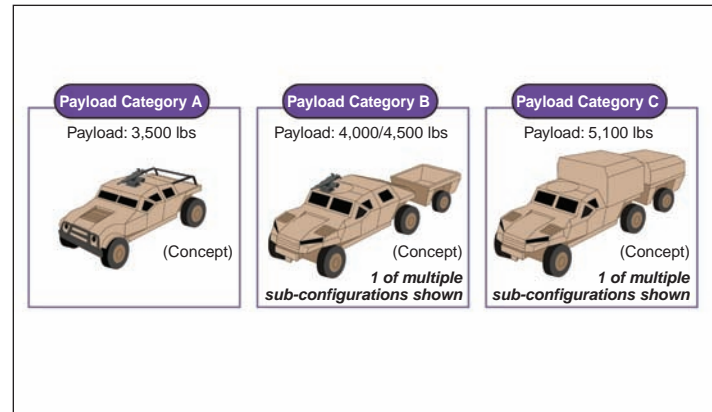 Payload Category A
Payload: 3,500 lbs
(Concept)
Payload Category B
Payload: 4,000/4,500 lbs
(Concept)
1 of multiple
sub-configurations shown
Payload Category C
Payload: 5,100 lbs
(Concept)
1 of multiple
sub-configurations shown